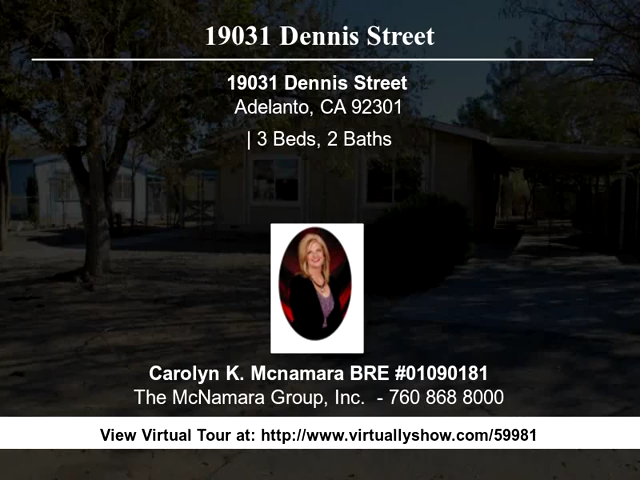 19031 Dennis Street
19031 Dennis Street
Adelanto, CA 92301
| 3 Beds, 2 Baths
Carolyn K. Mcnamara BRE #01090181
The McNamara Group, Inc.  - 760 868 8000
View Virtual Tour at: http://www.virtuallyshow.com/59981